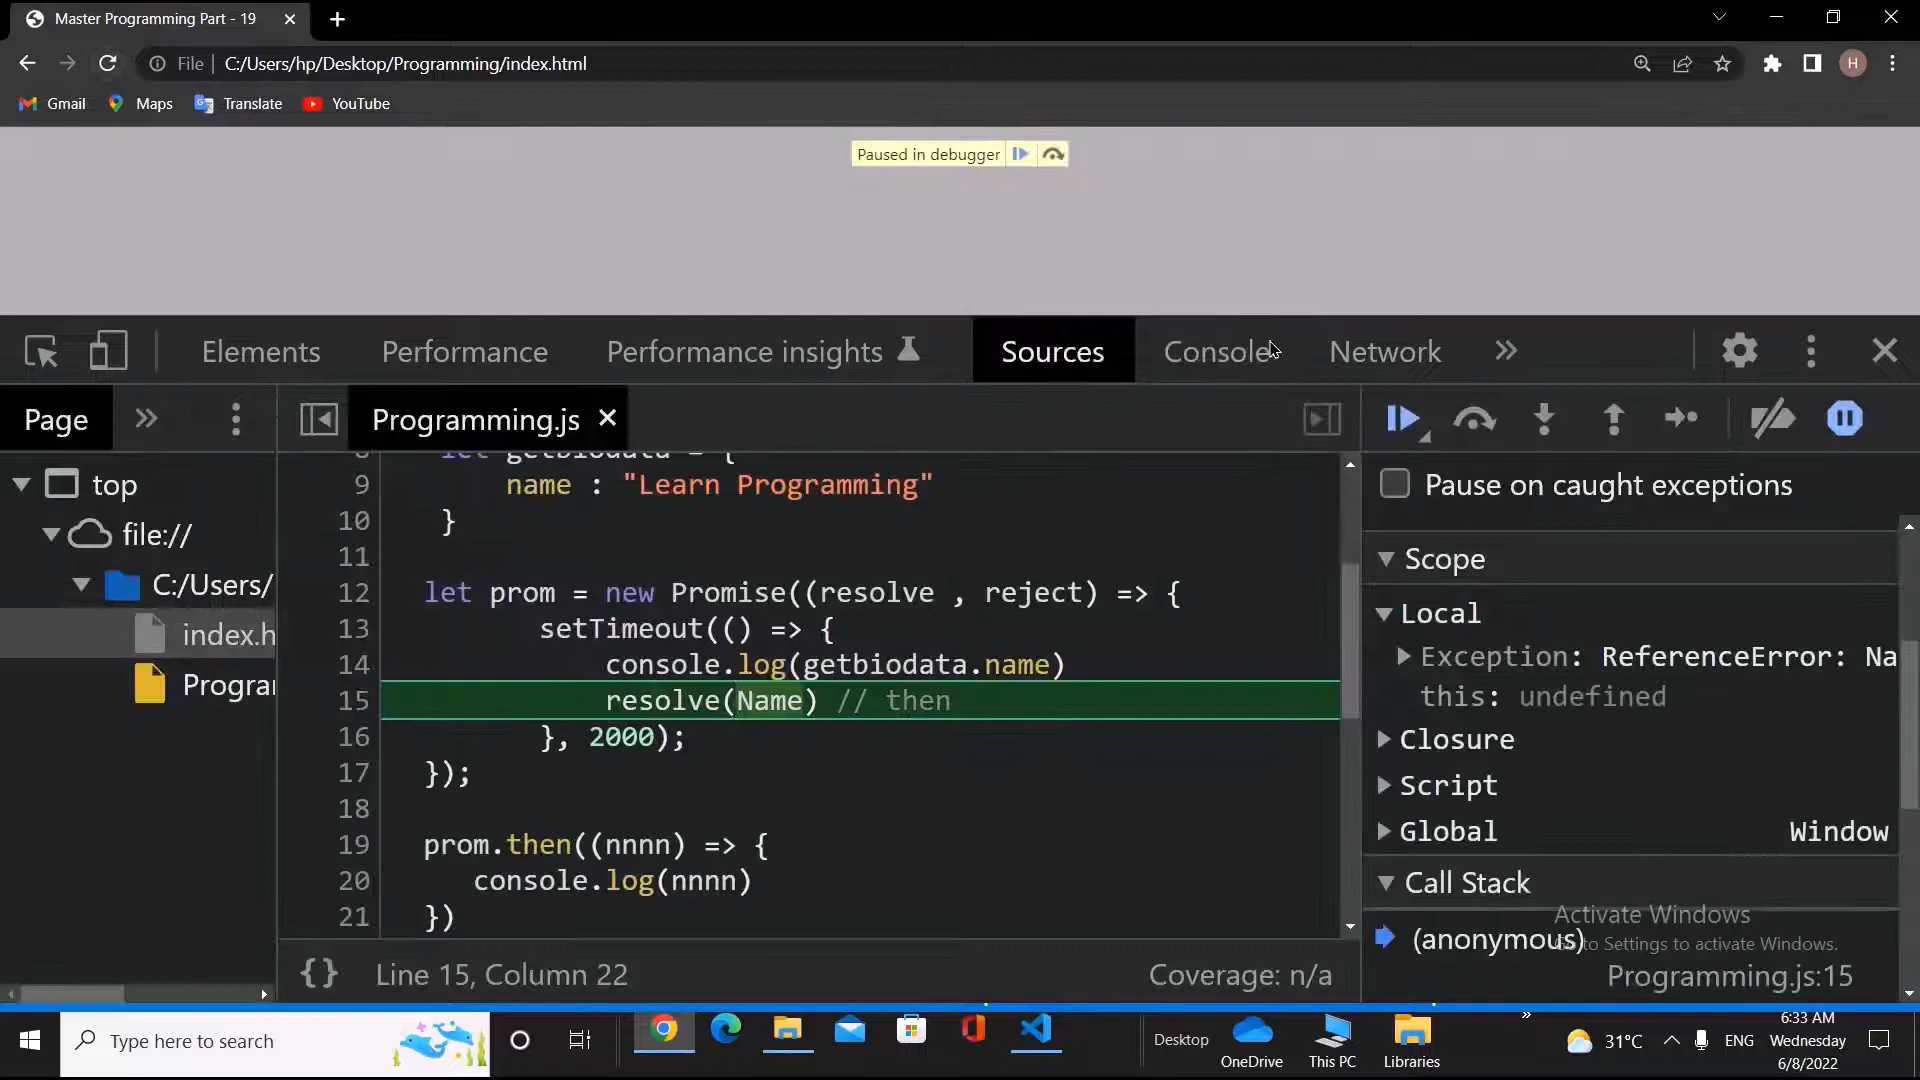 Master Programming Part - 19
File
C:/Users/hp/Desktop/Programming/index.html
H
Gmail
Maps
Translate
YouTube
Paused in debugger
Elements
Performance
Performance insights
Sources
Console
Network
Page
Programming.js
top
file://
C:/Users/
index.h
Prograr
8 let getbiodata = {
9 name : "Learn Programming"
10 }
11
12 let prom = new Promise((resolve , reject) => {
13 setTimeout(() => {
14 console.log(getbiodata.name)
15 resolve(Name) // then
16 }, 2000);
17 });
18
19 prom.then((nnnn) => {
20 console.log(nnnn)
21 })
{} Line 15, Column 22
Coverage: n/a
Pause on caught exceptions
Scope
Local
Exception: ReferenceError: Na
this: undefined
Closure
Script
Global
Window
Call Stack
(anonymous)
Programming.js:15
Activate Windows
Go to Settings to activate Windows.
Type here to search
Desktop
OneDrive
This PC
Libraries
31°C
ENG
6:33 AM
Wednesday
6/8/2022